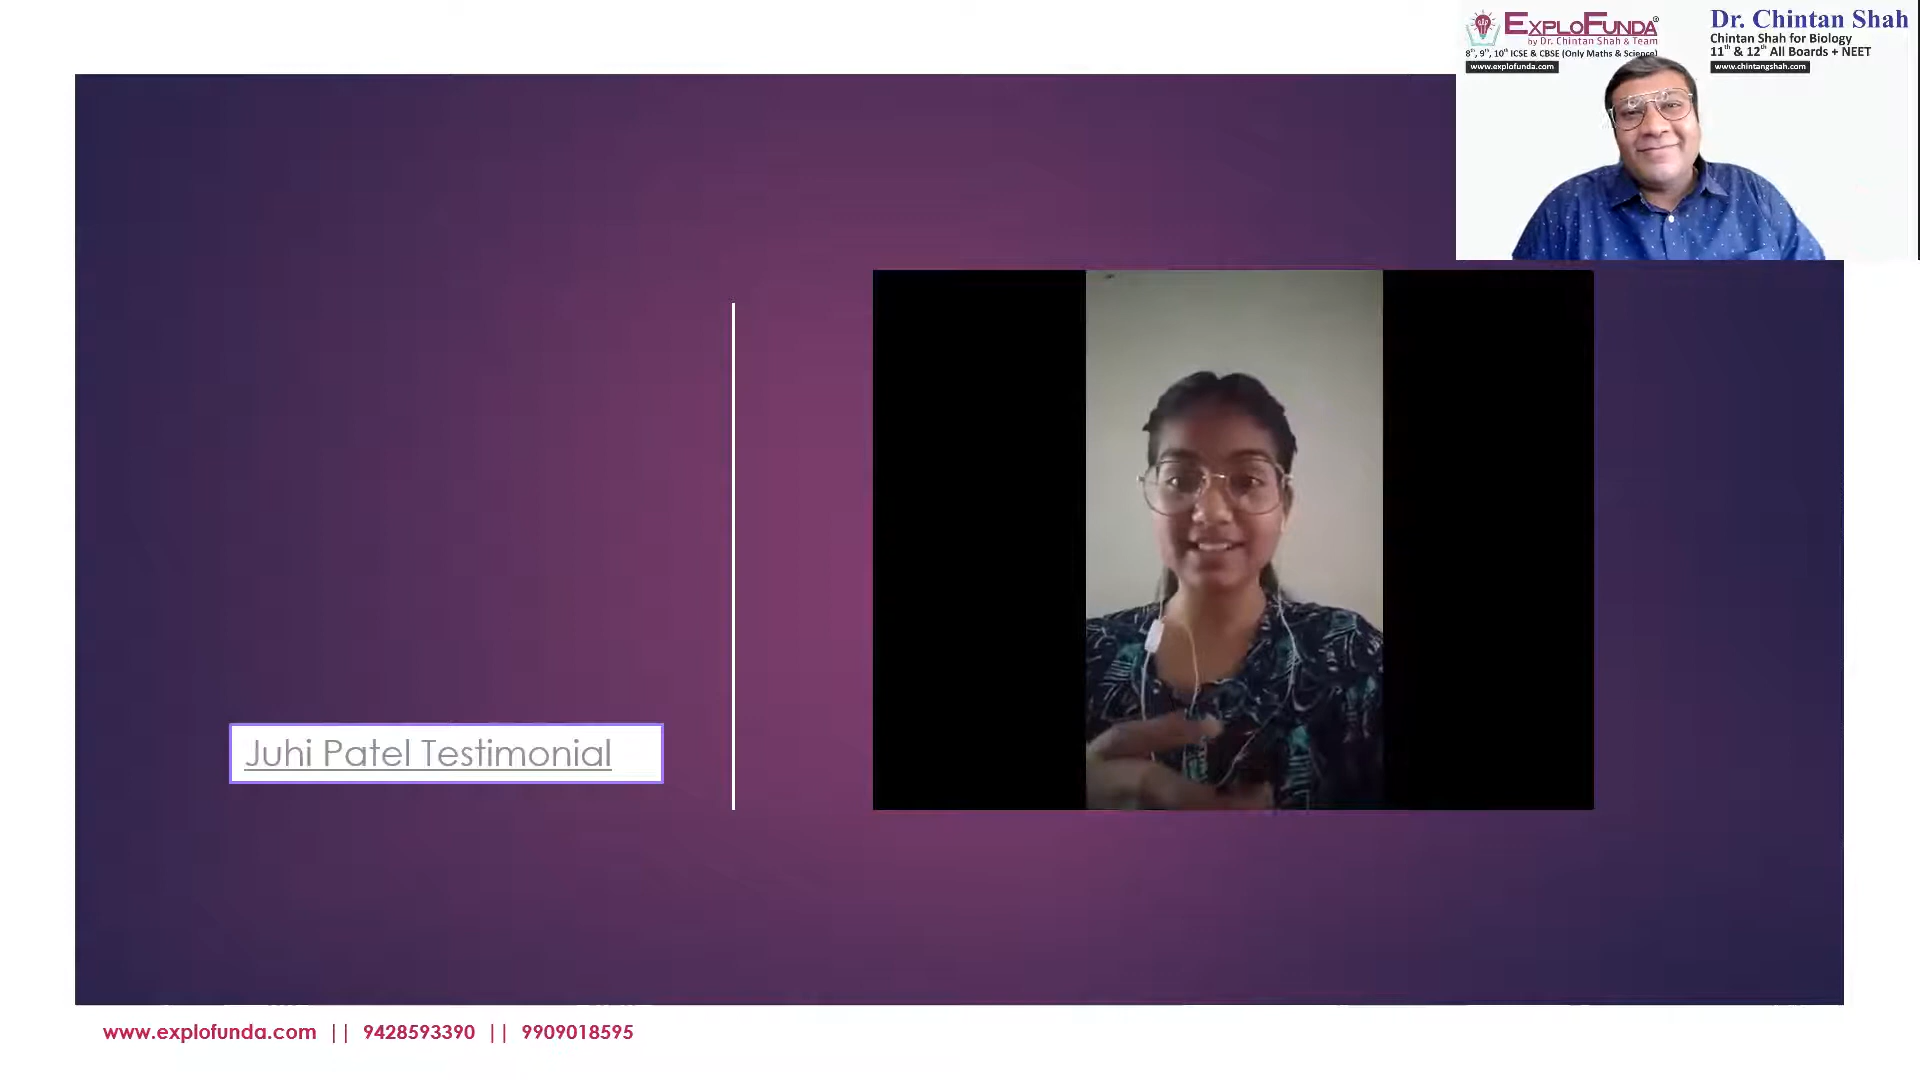 EXPLOFUNDA®
by Dr. Chintan Shah & Team
8th, 9th, 10th ICSE & CBSE (Only Maths & Science)
www.explofunda.com
Dr. Chintan Shah
Chintan Shah for Biology
11th & 12th All Boards + NEET
www.chintangshah.com
Juhi Patel Testimonial
www.explofunda.com || 9428593390 || 9909018595